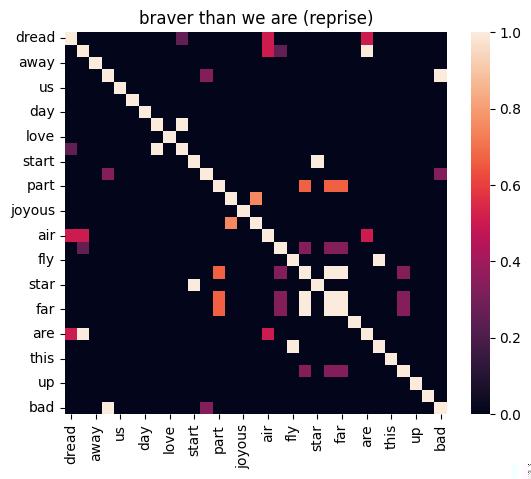 braver than we are (reprise)
dread
away
us
day
love
start
part
joyous
air
fly
star
far
are
this
up
bad
dread
away
us
day
love
start
part
joyous
air
fly
star
far
are
this
up
bad
1.0
0.8
0.6
0.4
0.2
0.0